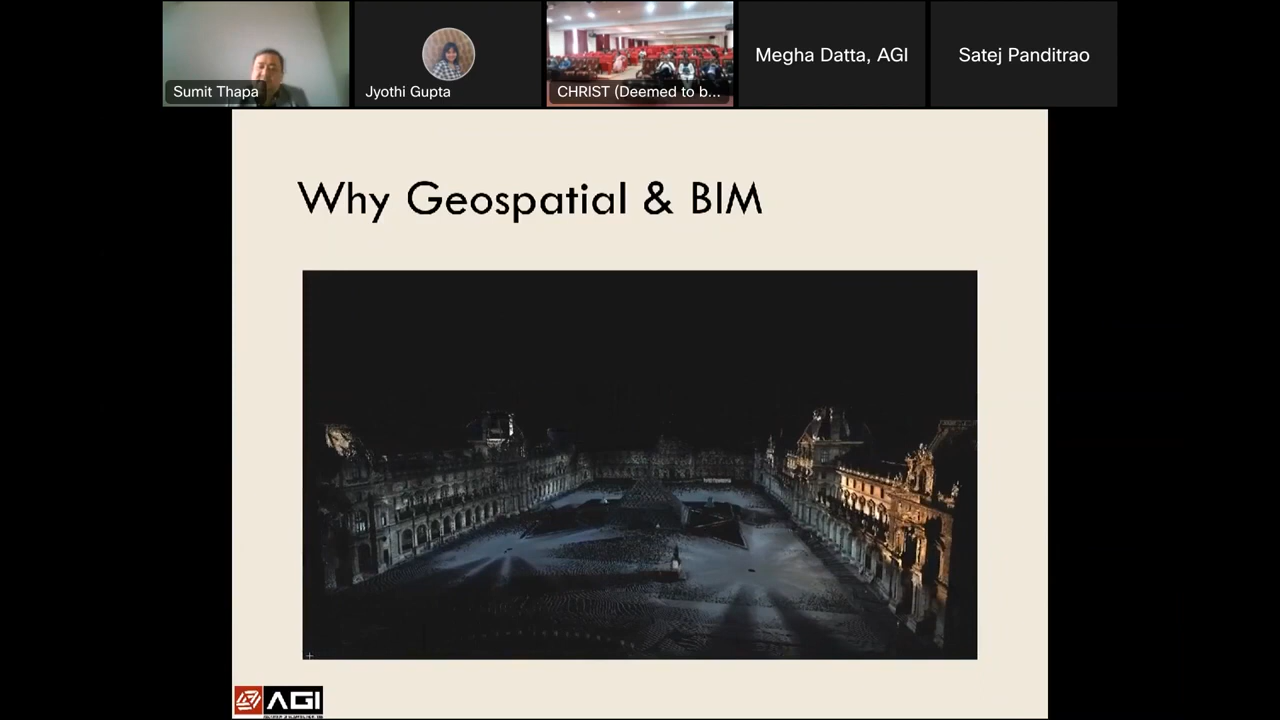 Sumit Thapa
Jyothi Gupta
CHRIST (Deemed to b...
Megha Datta, AGI
Satej Panditrao
Why Geospatial & BIM
AGI